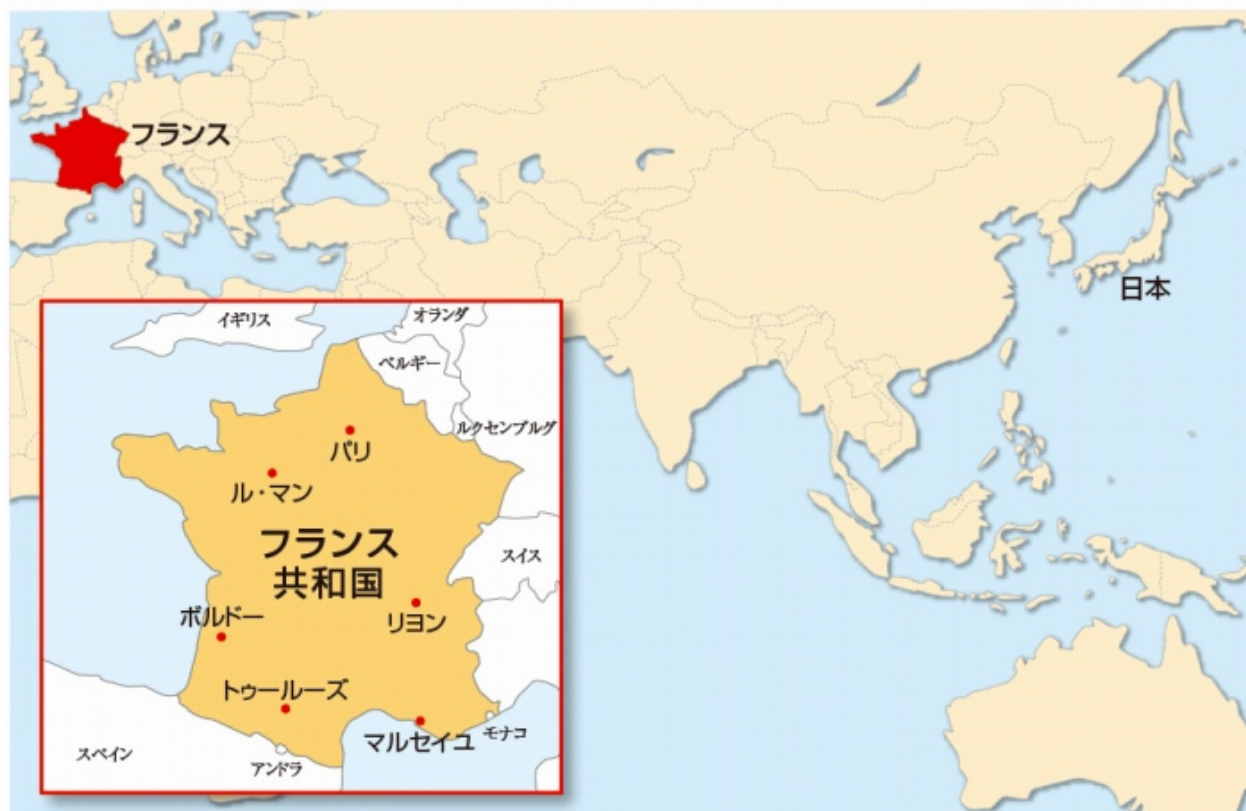 フランス
日本
イギリス
オランダ
ベルギー
ルクセンブルグ
パリ
ル・マン
フランス
共和国
スイス
ボルドー
リヨン
トゥールーズ
マルセイユ
モナコ
スペイン
アンドラ